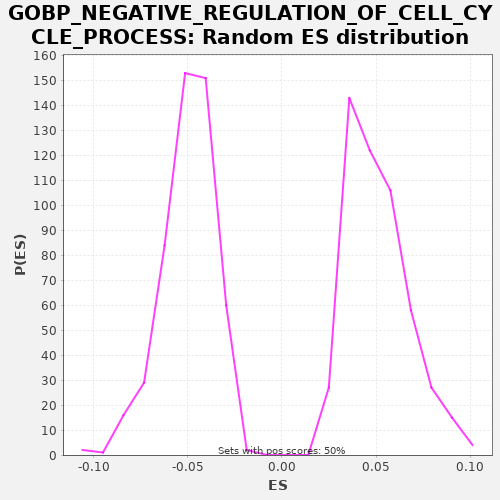 GOBP_NEGATIVE_REGULATION_OF_CELL_CY
CLE_PROCESS: Random ES distribution
160
150
140
130
120
110
100
90
80
70
60
50
40
30
20
10
0
P(ES)
Sets with pos scores: 50%
-0.10 -0.05 0.00 0.05 0.10
ES